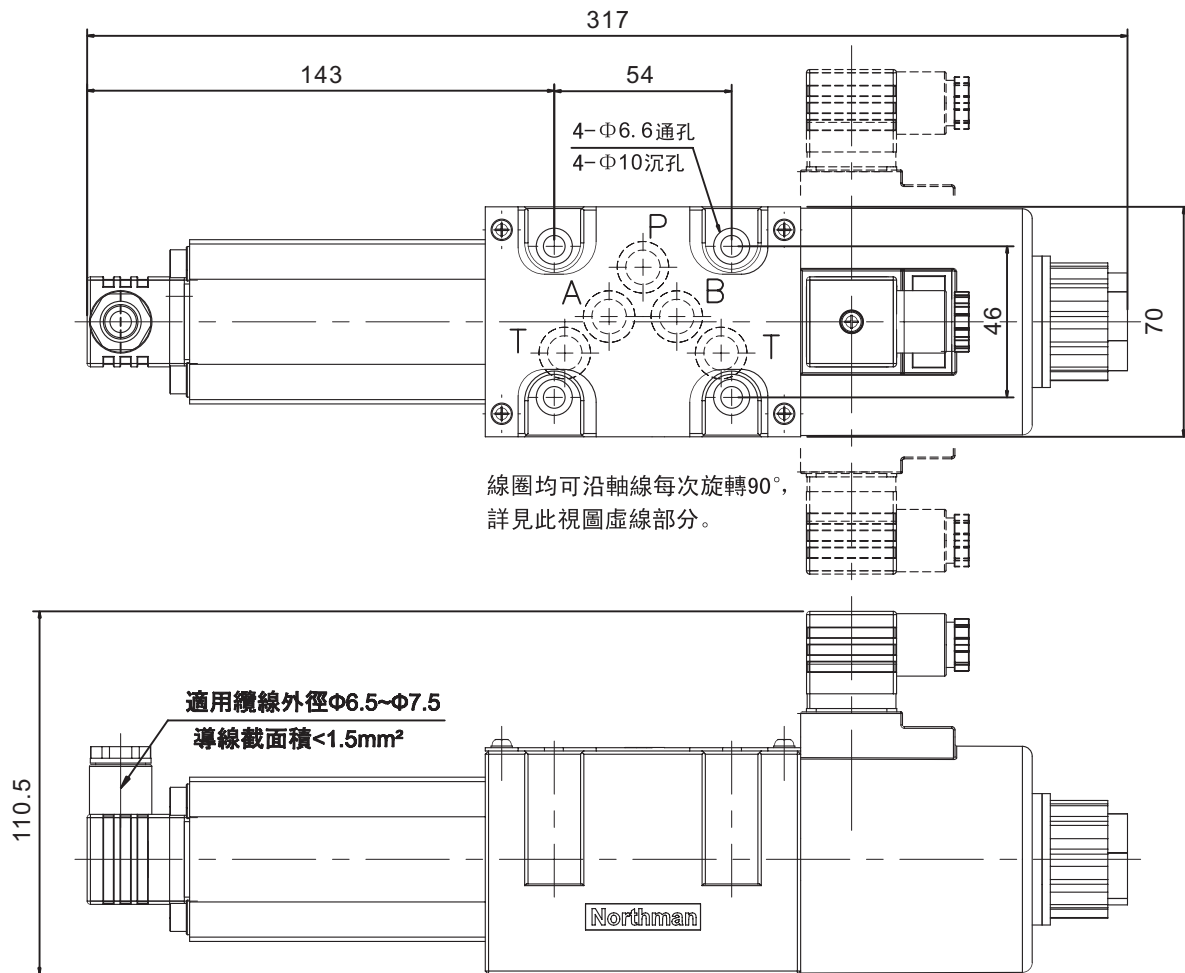 317
143
54
4-Φ6.6通孔
4-Φ10沉孔
P
A
B
T
T
46
70
線圈均可沿軸線每次旋轉90°,
詳見此視圖虛線部分。
適用纜線外徑Φ6.5~Φ7.5
導線截面積<1.5mm²
110.5
Northman